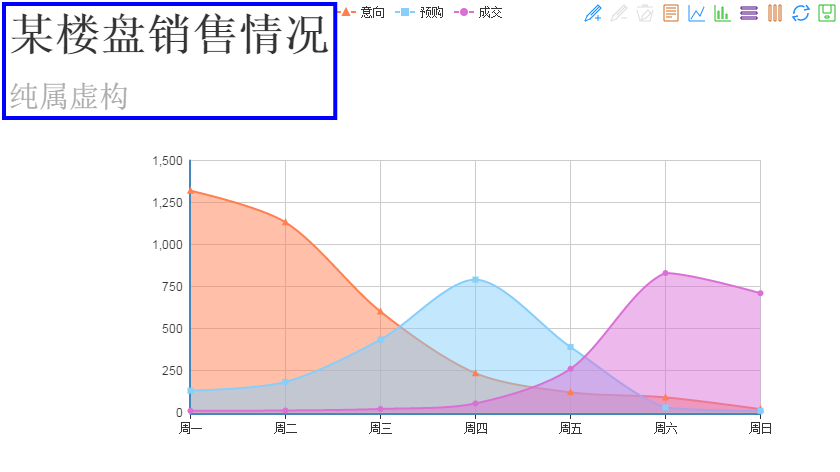 某楼盘销售情况
纯属虚构
意向 预购 成交
1,500
1,250
1,000
750
500
250
0
周一 周二 周三 周四 周五 周六 周日